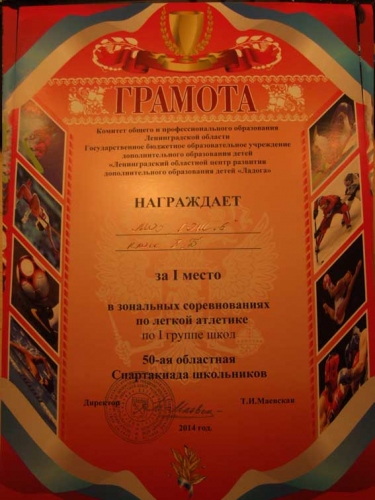 ГРАМОТА
Комитет общего и профессионального образования
Ленинградской области
Государственное бюджетное образовательное учреждение
дополнительного образования детей
«Ленинградский областной центр развития
дополнительного образования детей «Ладога»
НАГРАЖДАЕТ
за I место
в зональных соревнованиях
по легкой атлетике
по I группе школ
50-ая областная
Спартакиада школьников
Директор Т.И.Маевская
2014 год.